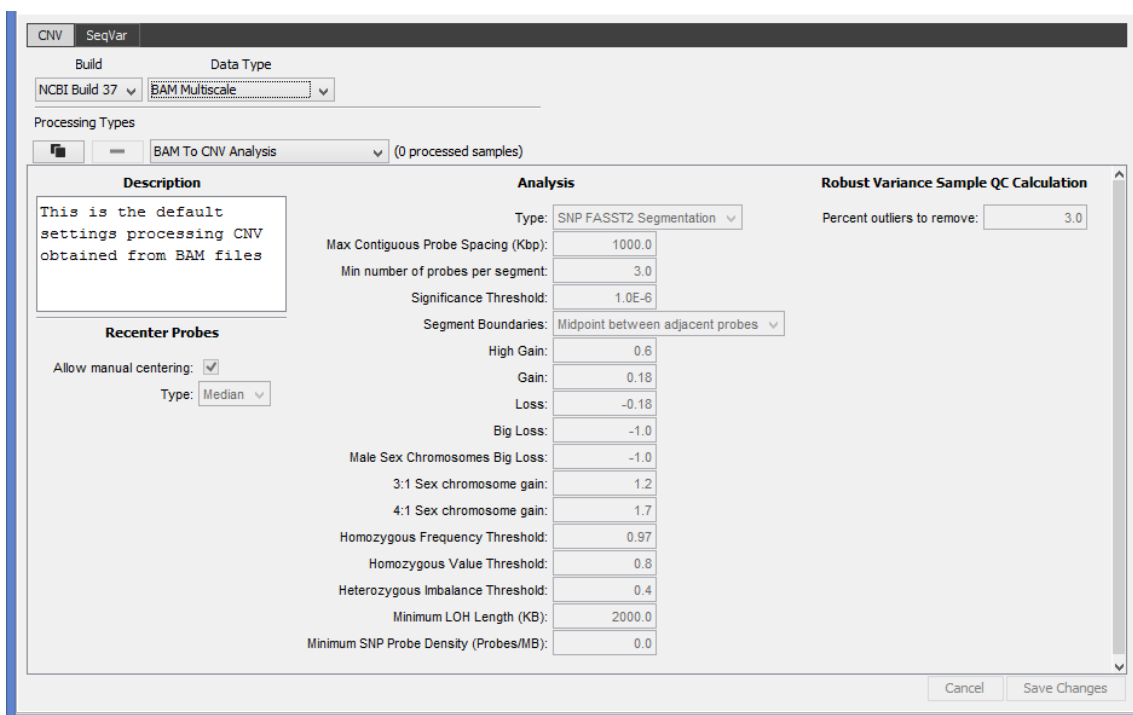 CNV SeqVar
Build Data Type
NCBI Build 37 BAM Multiscale
Processing Types
BAM To CNV Analysis (0 processed samples)
Description
This is the default
settings processing CNV
obtained from BAM files
Recenter Probes
Allow manual centering:
Type: Median
Analysis
Type: SNP FASST2 Segmentation
Max Contiguous Probe Spacing (Kbp): 1000.0
Min number of probes per segment: 3.0
Significance Threshold: 1.0E-6
Segment Boundaries: Midpoint between adjacent probes
High Gain: 0.6
Gain: 0.18
Loss: -0.18
Big Loss: -1.0
Male Sex Chromosomes Big Loss: -1.0
3:1 Sex chromosome gain: 1.2
4:1 Sex chromosome gain: 1.7
Homozygous Frequency Threshold: 0.97
Homozygous Value Threshold: 0.8
Heterozygous Imbalance Threshold: 0.4
Minimum LOH Length (KB): 2000.0
Minimum SNP Probe Density (Probes/MB): 0.0
Robust Variance Sample QC Calculation
Percent outliers to remove: 3.0
Cancel Save Changes